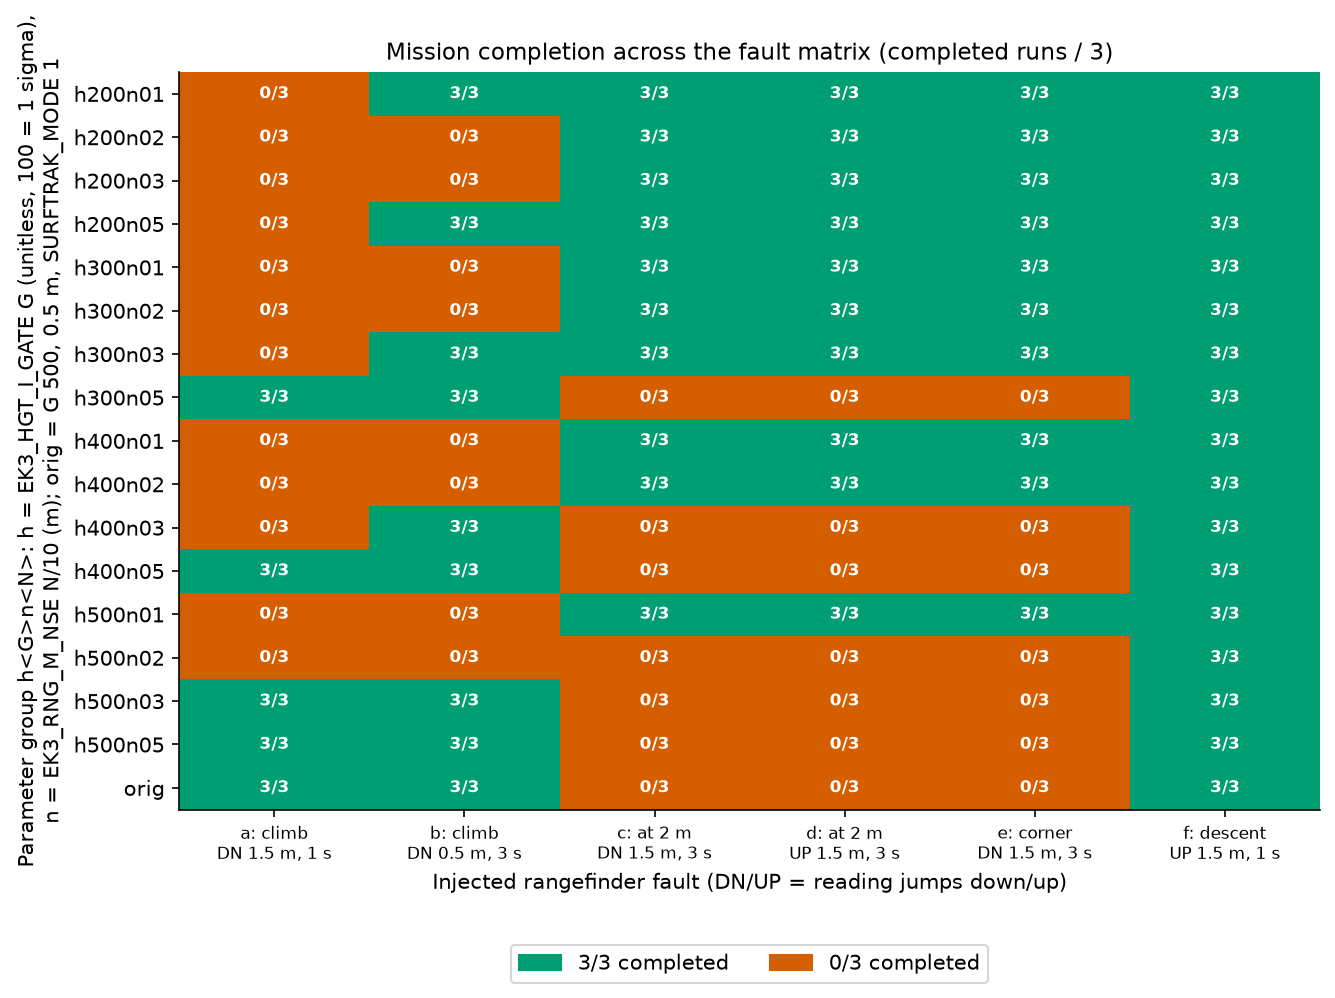 Mission completion across the fault matrix (completed runs / 3)
Parameter group h<G>n<N>: h = EK3_HGT_I_GATE G (unitless, 100 = 1 sigma),
n = EK3_RNG_M_NSE N/10 (m); orig = G 500, 0.5 m, SURFTRAK_MODE 1
h200n01 0/3 3/3 3/3 3/3 3/3 3/3
h200n02 0/3 0/3 3/3 3/3 3/3 3/3
h200n03 0/3 0/3 3/3 3/3 3/3 3/3
h200n05 0/3 3/3 3/3 3/3 3/3 3/3
h300n01 0/3 0/3 3/3 3/3 3/3 3/3
h300n02 0/3 0/3 3/3 3/3 3/3 3/3
h300n03 0/3 3/3 3/3 3/3 3/3 3/3
h300n05 3/3 3/3 0/3 0/3 0/3 3/3
h400n01 0/3 0/3 3/3 3/3 3/3 3/3
h400n02 0/3 0/3 3/3 3/3 3/3 3/3
h400n03 0/3 3/3 0/3 0/3 0/3 3/3
h400n05 3/3 3/3 0/3 0/3 0/3 3/3
h500n01 0/3 0/3 3/3 3/3 3/3 3/3
h500n02 0/3 0/3 0/3 0/3 0/3 3/3
h500n03 3/3 3/3 0/3 0/3 0/3 3/3
h500n05 3/3 3/3 0/3 0/3 0/3 3/3
orig 3/3 3/3 0/3 0/3 0/3 3/3
a: climb b: climb c: at 2 m d: at 2 m e: corner f: descent
DN 1.5 m, 1 s DN 0.5 m, 3 s DN 1.5 m, 3 s UP 1.5 m, 3 s DN 1.5 m, 3 s UP 1.5 m, 1 s
Injected rangefinder fault (DN/UP = reading jumps down/up)
3/3 completed 0/3 completed